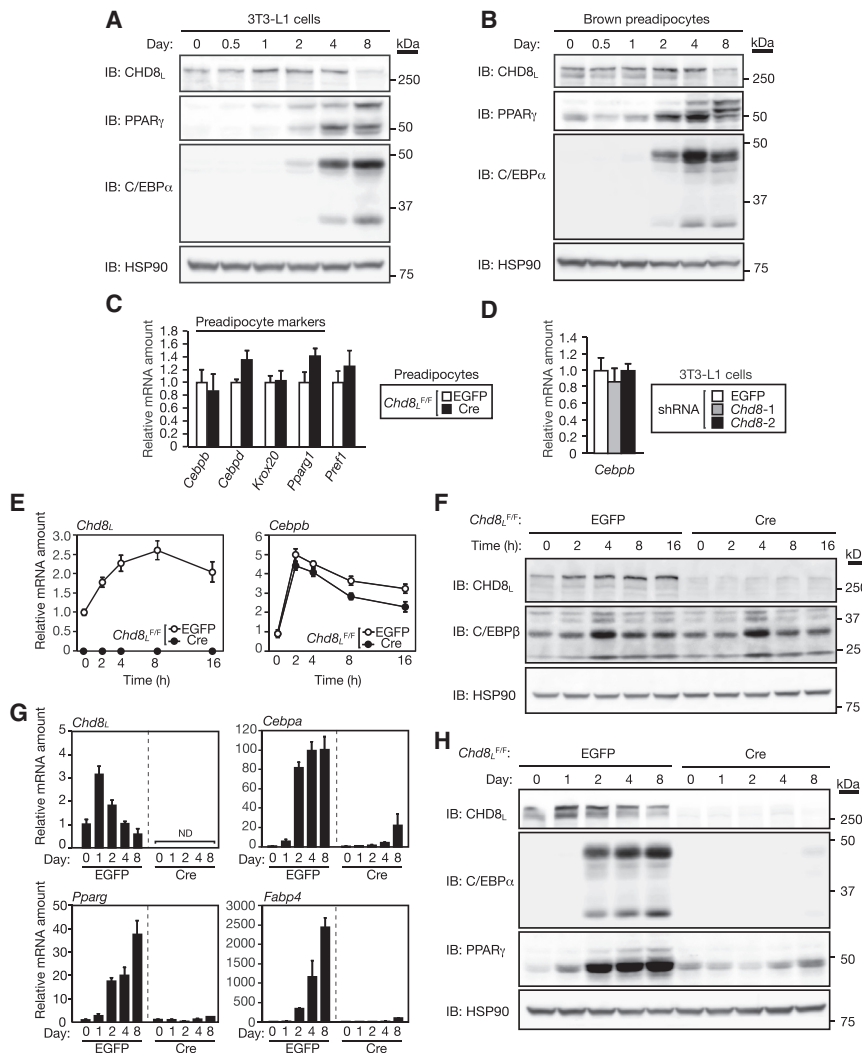 A
3T3-L1 cells
Day: 0 0.5 1 2 4 8 kDa
IB: CHD8L
250
IB: PPARγ
50
50
IB: C/EBPα
37
IB: HSP90
75
B
Brown preadipocytes
Day: 0 0.5 1 2 4 8 kDa
IB: CHD8L
250
IB: PPARγ
50
50
IB: C/EBPα
37
IB: HSP90
75
C
Preadipocyte markers
Relative mRNA amount
1.8
1.6
1.4
1.2
1.0
0.8
0.6
0.4
0.2
0
Cebpb Cebpd Krox20 Pparg1 Pref1
Preadipocytes
Chd8L F/F EGFP
Cre
D
Relative mRNA amount
1.4
1.2
1.0
0.8
0.6
0.4
0.2
0
Cebpb
3T3-L1 cells
shRNA EGFP
Chd8-1
Chd8-2
E
Chd8L
Relative mRNA amount
3.0
2.5
2.0
1.5
1.0
0.5
0
Chd8L F/F EGFP
Cre
0 2 4 8 16
Time (h)
Cebpb
6
5
4
3
2
1
0
Chd8L F/F EGFP
Cre
0 2 4 8 16
Time (h)
F
Chd8L F/F: EGFP Cre
Time (h): 0 2 4 8 16 0 2 4 8 16 kD
IB: CHD8L
250
IB: C/EBPβ
37
25
IB: HSP90
75
G
Chd8L
Relative mRNA amount
5
4
3
2
1
0
ND
Day: 0 1 2 4 8 0 1 2 4 8
EGFP Cre
Cebpa
120
100
80
60
40
20
0
Day: 0 1 2 4 8 0 1 2 4 8
EGFP Cre
Pparg
Relative mRNA amount
50
40
30
20
10
0
Day: 0 1 2 4 8 0 1 2 4 8
EGFP Cre
Fabp4
3000
2500
2000
1500
1000
500
0
Day: 0 1 2 4 8 0 1 2 4 8
EGFP Cre
H
Chd8L F/F: EGFP Cre
Day: 0 1 2 4 8 0 1 2 4 8 kDa
IB: CHD8L
250
50
IB: C/EBPα
37
IB: PPARγ
50
IB: HSP90
75